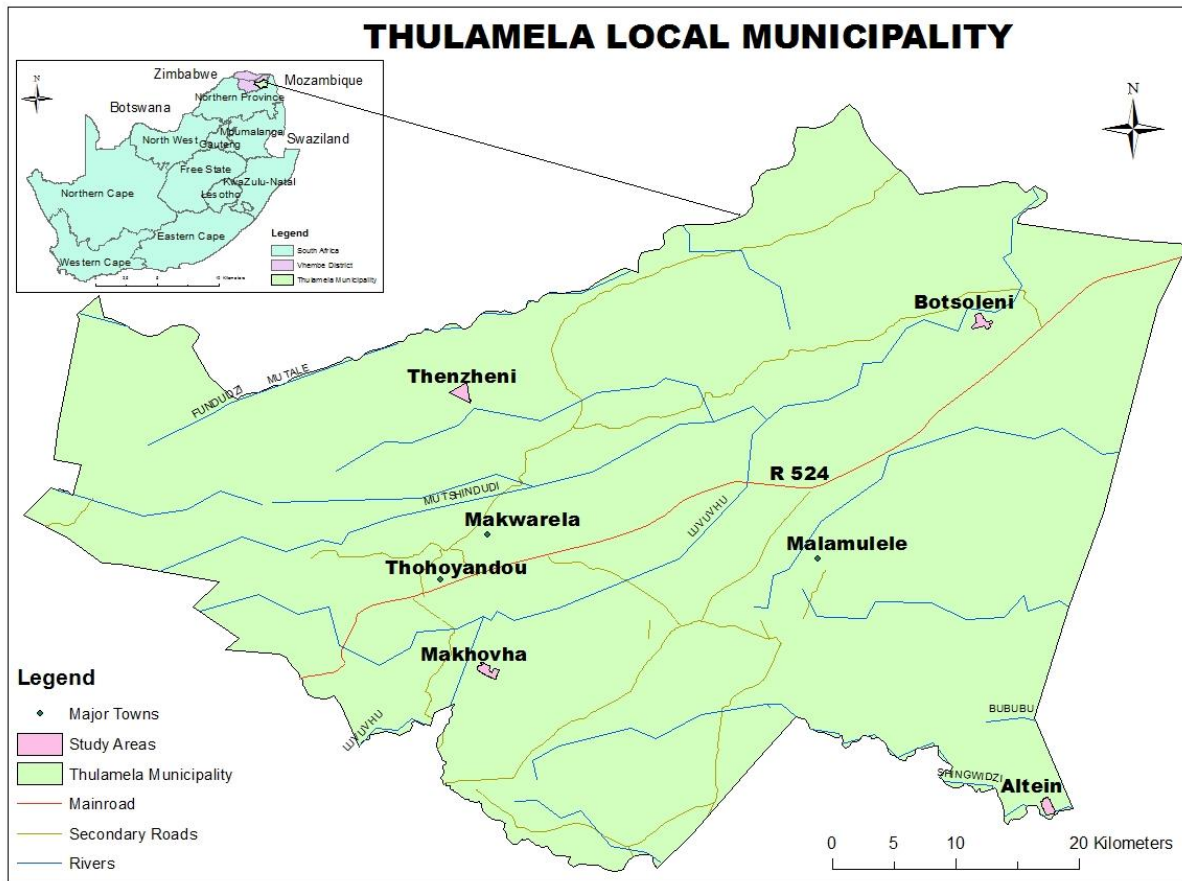 THULAMELA LOCAL MUNICIPALITY
N
Zimbabwe
Mozambique
Northern Province
Botswana
North West
Mpumalanga
Gauteng
Swaziland
Free State
KwaZulu-Natal
Northern Cape
Lesotho
Eastern Cape
Western Cape
Legend
South Africa
Vhembe District
Thulamela Municipality
Kilometers
N
Botsoleni
Thenzheni
FUNDUDZI
MUTALE
R 524
MUTSHINDUDI
LUVUVHU
Makwarela
Malamulele
Thohoyandou
Makhovha
LUVUVHU
BUBUBU
SHINGWIDZI
Altein
Legend
Major Towns
Study Areas
Thulamela Municipality
Mainroad
Secondary Roads
Rivers
0 5 10 20 Kilometers